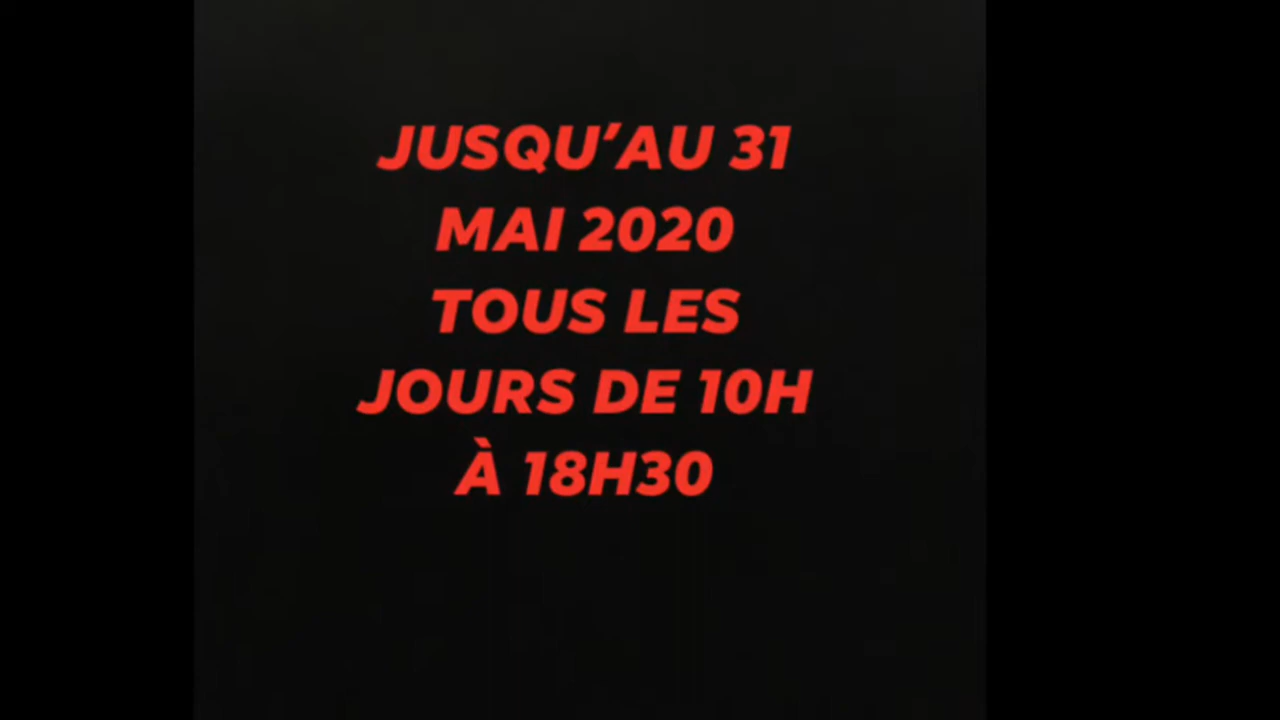 JUSQU’AU 31
MAI 2020
TOUS LES
JOURS DE 10H
À 18H30